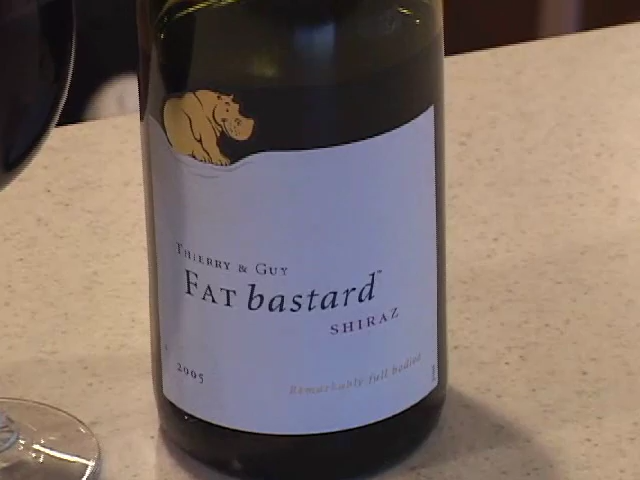 THIERRY & GUY
FAT bastard™
SHIRAZ
2005
Remarkably full bodied